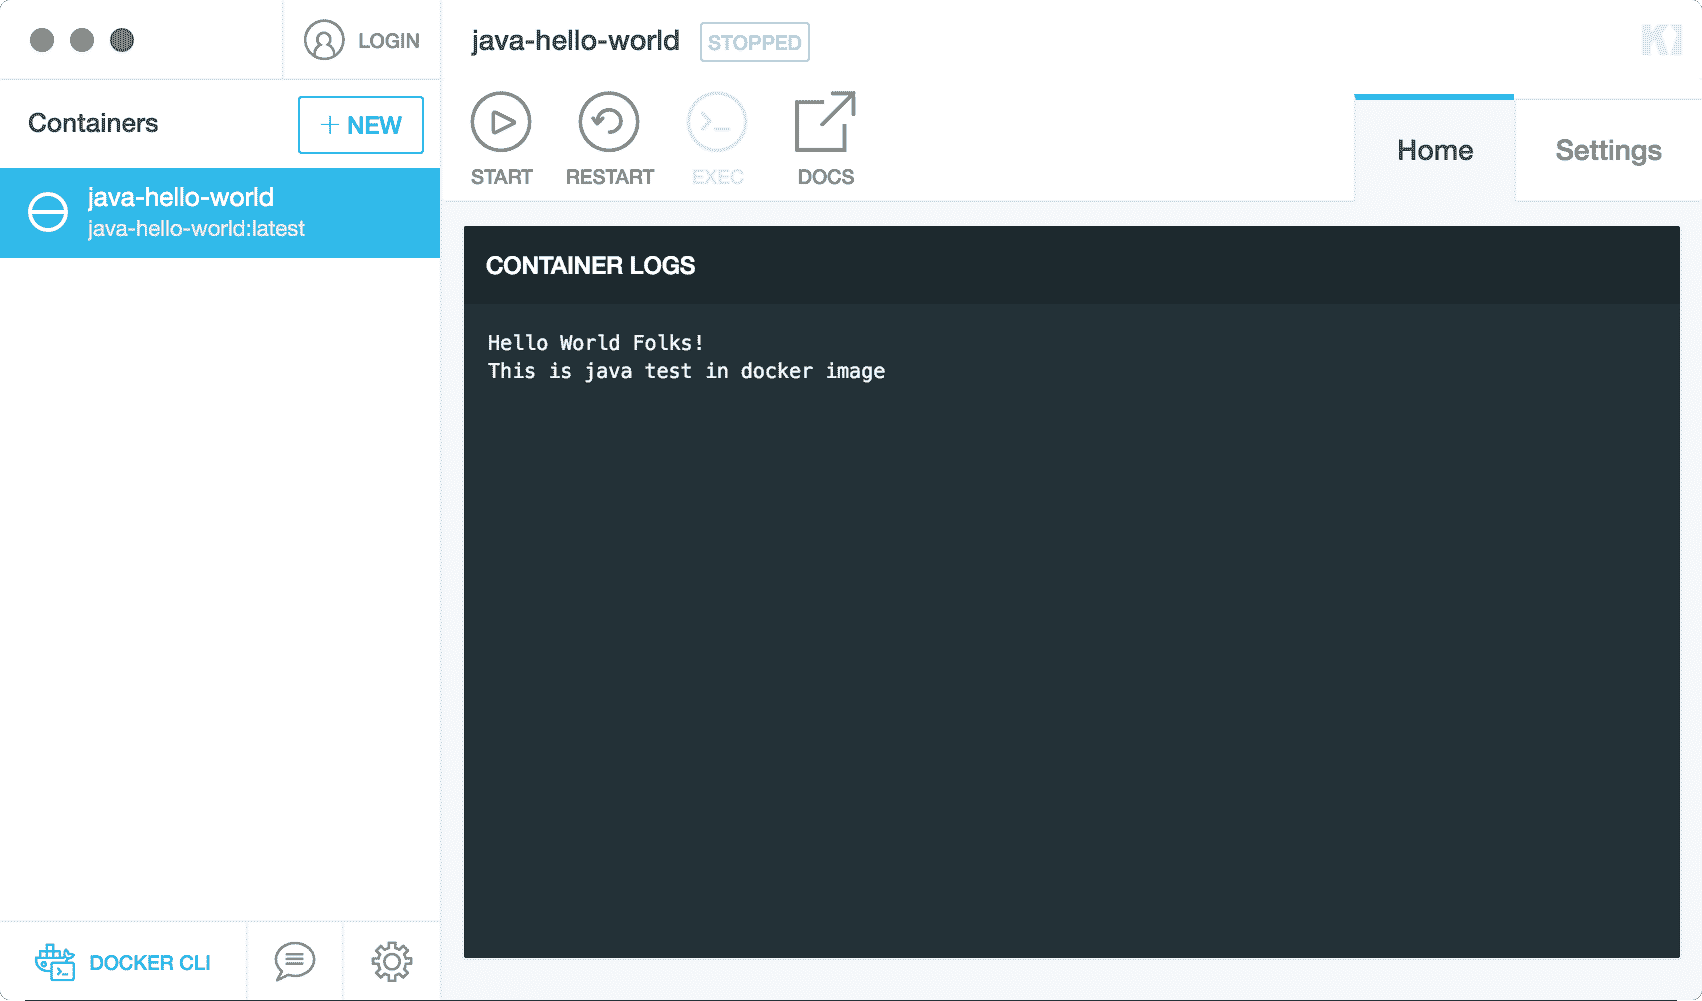 LOGIN
java-hello-world STOPPED
Containers
+ NEW
java-hello-world
java-hello-world:latest
START RESTART EXEC DOCS
Home Settings
CONTAINER LOGS
Hello World Folks!
This is java test in docker image
DOCKER CLI